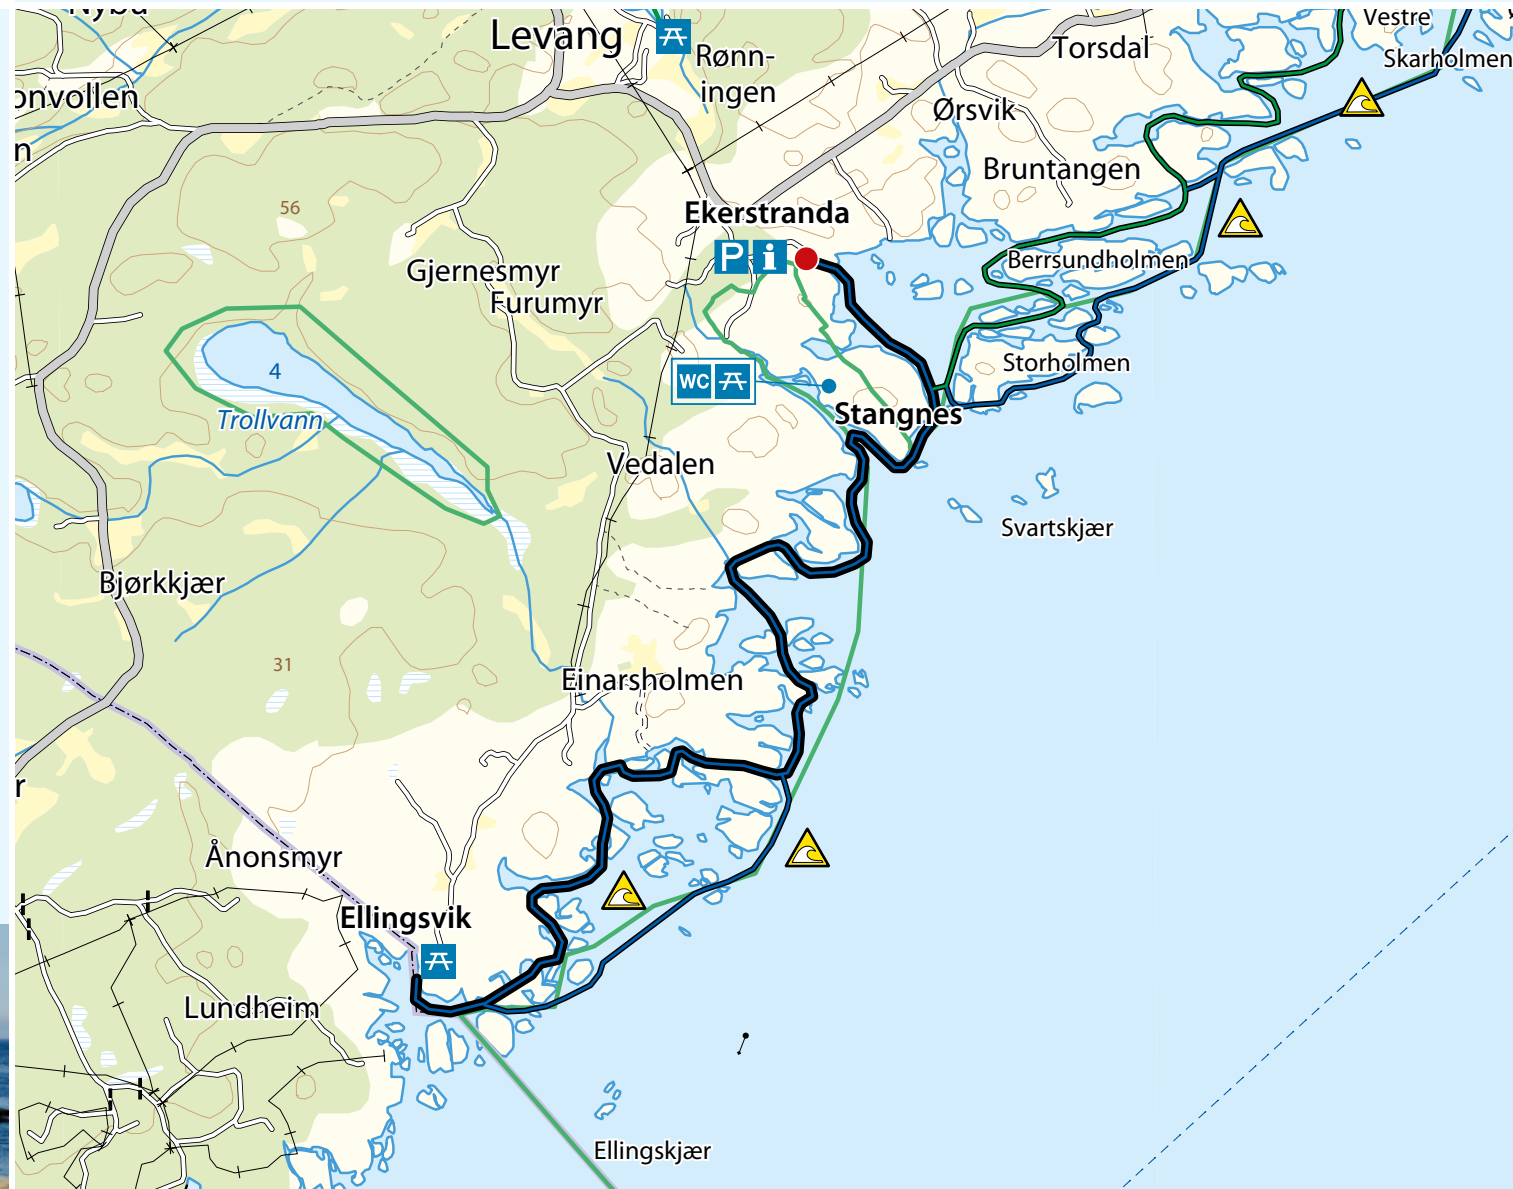 Levang
Vestre
Torsdal
Skarholmen
Rønn-
ingen
onvollen
Ørsvik
n
Bruntangen
56
Ekerstranda
P i
Berrsundholmen
Gjernesmyr
Furumyr
Storholmen
4
WC
Trollvann
Stangnes
Vedalen
Svartskjær
Bjørkkjær
31
Einarsholmen
r
Ånonsmyr
Ellingsvik
Lundheim
Ellingskjær